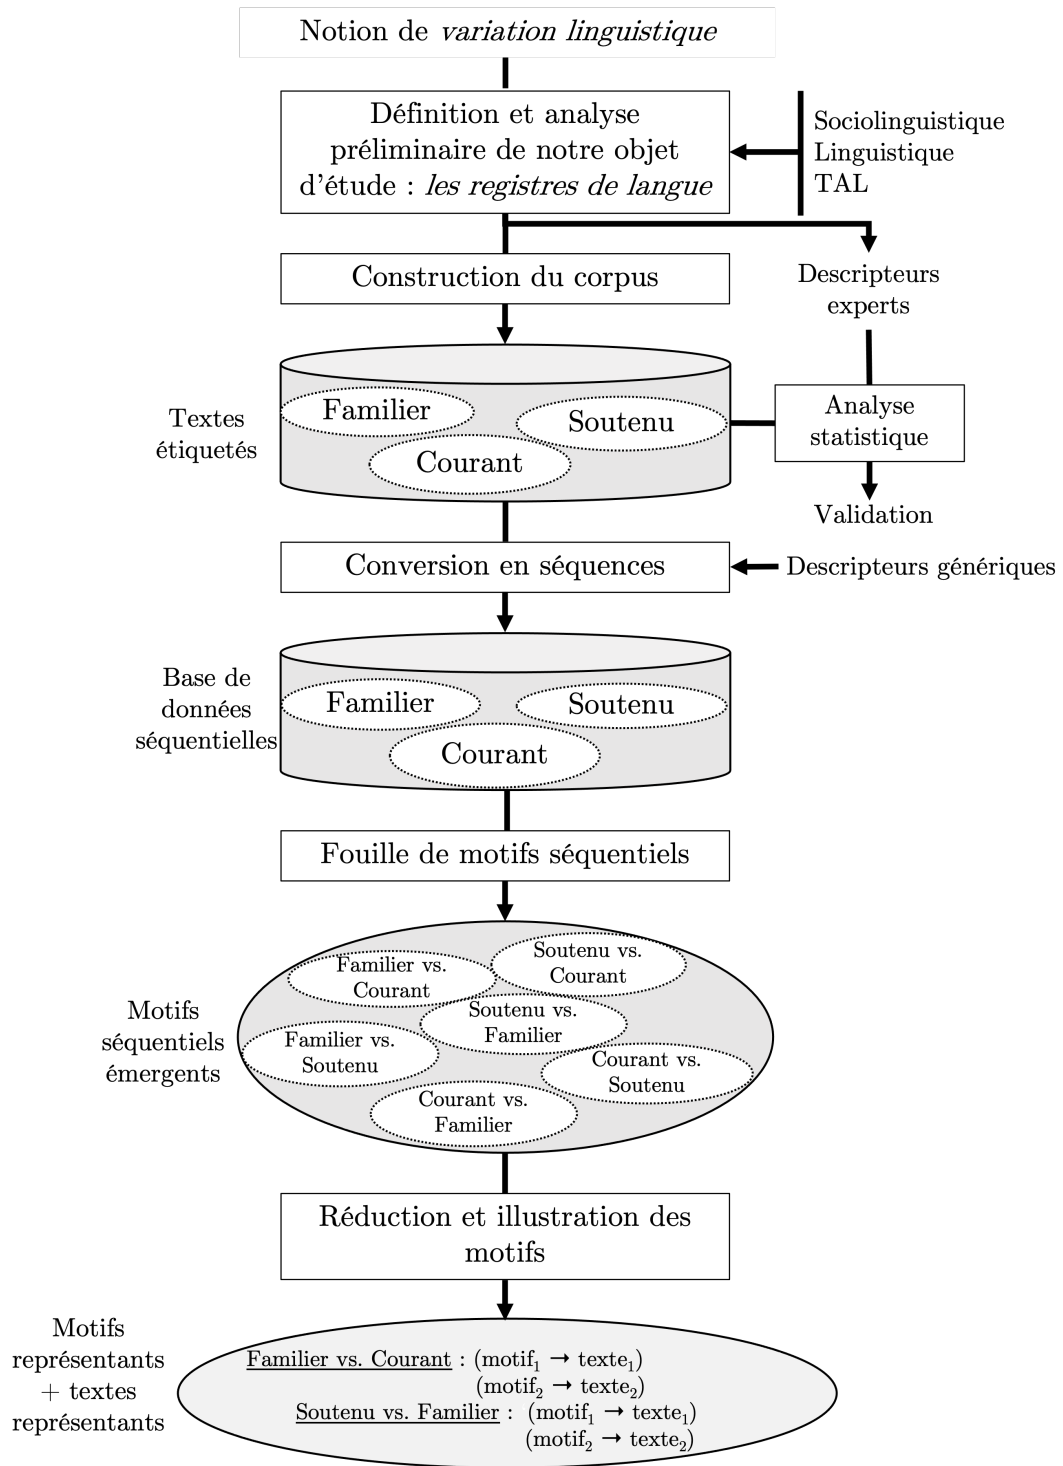 Notion de variation linguistique
Définition et analyse
préliminaire de notre objet
d'étude : les registres de langue
Sociolinguistique
Linguistique
TAL
Construction du corpus
Descripteurs
experts
Textes
étiquetés
Familier
Soutenu
Courant
Analyse
statistique
Validation
Conversion en séquences
Descripteurs génériques
Base de
données
séquentielles
Familier
Soutenu
Courant
Fouille de motifs séquentiels
Motifs
séquentiels
émergents
Familier vs.
Courant
Soutenu vs.
Courant
Soutenu vs.
Familier
Familier vs.
Soutenu
Courant vs.
Soutenu
Courant vs.
Familier
Réduction et illustration des
motifs
Motifs
représentants
+ textes
représentants
Familier vs. Courant : (motif₁ → texte₁)
(motif₂ → texte₂)
Soutenu vs. Familier : (motif₁ → texte₁)
(motif₂ → texte₂)